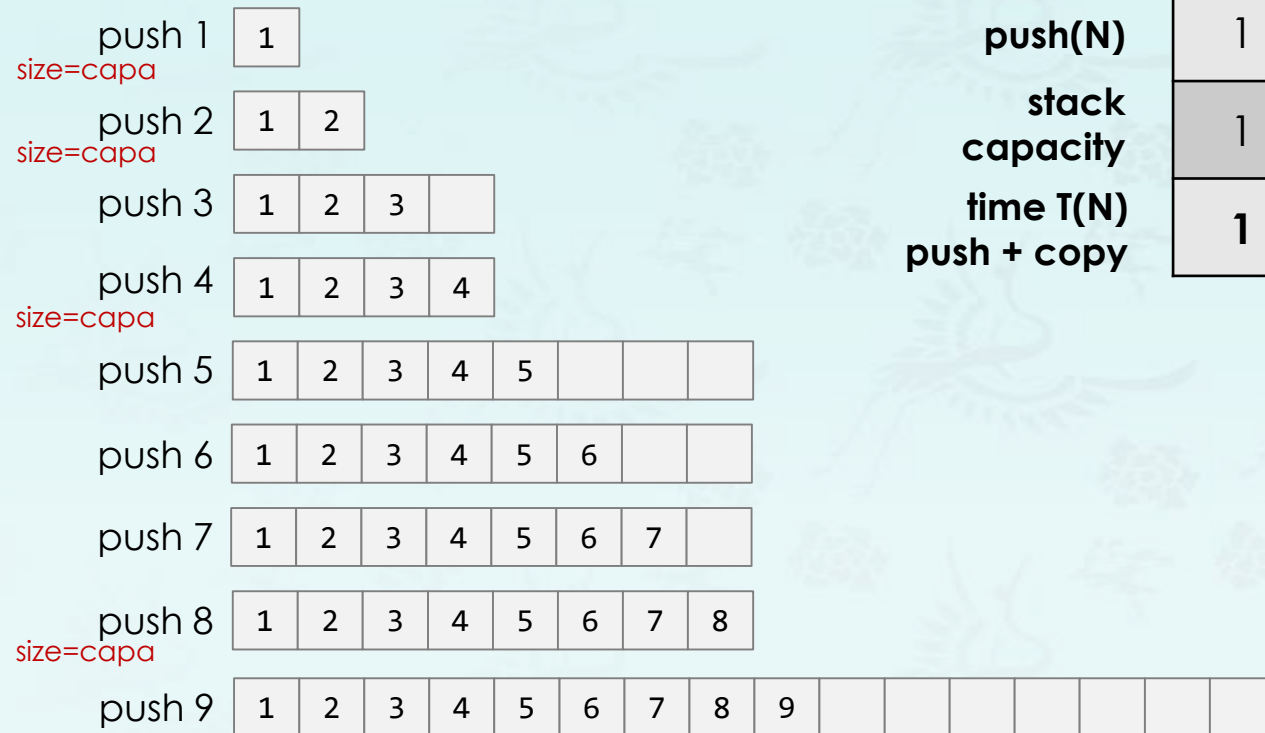 push 1 1
size=capa
push 2 1 2
size=capa
push 3 1 2 3
push 4 1 2 3 4
size=capa
push 5 1 2 3 4 5
push 6 1 2 3 4 5 6
push 7 1 2 3 4 5 6 7
push 8 1 2 3 4 5 6 7 8
size=capa
push 9 1 2 3 4 5 6 7 8 9
push(N) 1
stack
capacity 1
time T(N)
push + copy 1